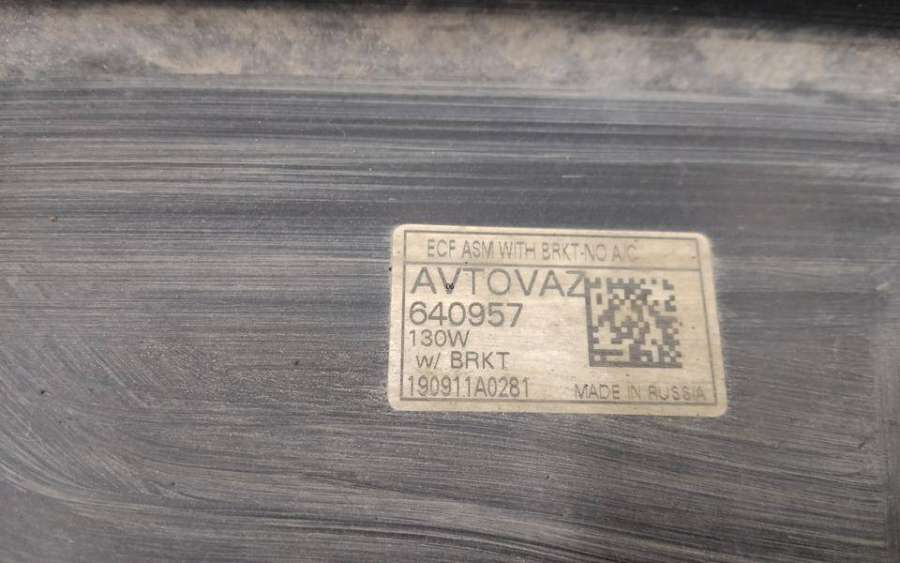 ECF ASM WITH BRKT-NO A/C
AVTOVAZ
640957
130W
w/ BRKT
190911A0281
MADE IN RUSSIA